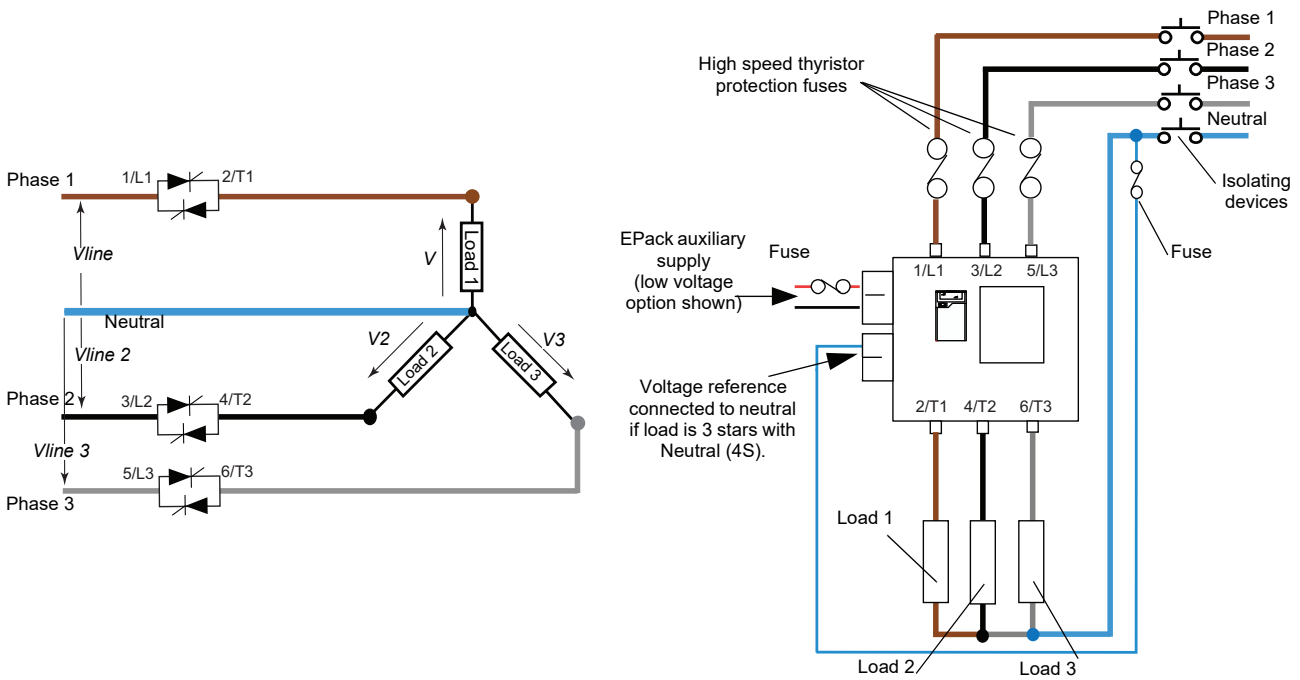 Phase 1
1/L1
2/T1
Vline
V
Load 1
Neutral
Vline 2
V2
V3
Load 2
Load 3
Phase 2
3/L2
4/T2
Vline 3
5/L3
6/T3
Phase 3
Phase 1
Phase 2
Phase 3
Neutral
High speed thyristor
protection fuses
Isolating
devices
Fuse
EPack auxiliary
supply
(low voltage
option shown)
Fuse
1/L1
3/L2
5/L3
Voltage reference
connected to neutral
if load is 3 stars with
Neutral (4S).
2/T1
4/T2
6/T3
Load 1
Load 2
Load 3